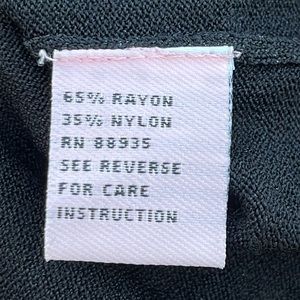 65% RAYON
35% NYLON
RN 88935
SEE REVERSE
FOR CARE
INSTRUCTION